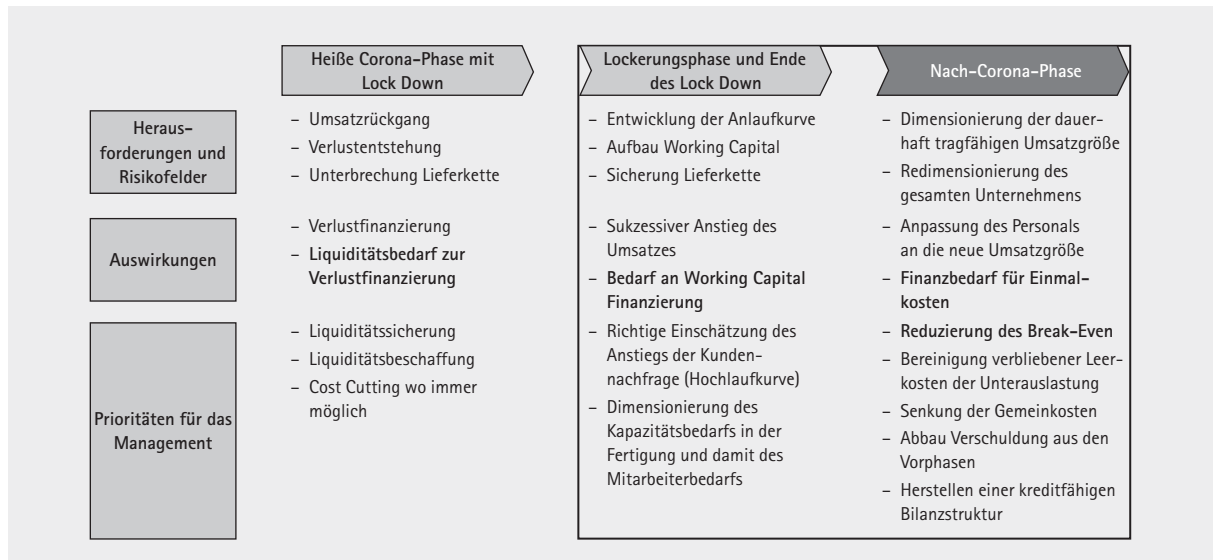 Heiße Corona-Phase mit
Lock Down
Lockerungsphase und Ende
des Lock Down
Nach-Corona-Phase
Heraus-
forderungen und
Risikofelder
– Umsatzrückgang
– Verlustentstehung
– Unterbrechung Lieferkette
– Entwicklung der Anlaufkurve
– Aufbau Working Capital
– Sicherung Lieferkette
– Dimensionierung der dauer-
haft tragfähigen Umsatzgröße
– Redimensionierung des
gesamten Unternehmens
Auswirkungen
– Verlustfinanzierung
– Liquiditätsbedarf zur
Verlustfinanzierung
– Sukzessiver Anstieg des
Umsatzes
– Bedarf an Working Capital
Finanzierung
– Anpassung des Personals
an die neue Umsatzgröße
– Finanzbedarf für Einmal-
kosten
Prioritäten für das
Management
– Liquiditätssicherung
– Liquiditätsbeschaffung
– Cost Cutting wo immer
möglich
– Richtige Einschätzung des
Anstiegs der Kunden-
nachfrage (Hochlaufkurve)
– Dimensionierung des
Kapazitätsbedarfs in der
Fertigung und damit des
Mitarbeiterbedarfs
– Reduzierung des Break-Even
– Bereinigung verbliebener Leer-
kosten der Unterauslastung
– Senkung der Gemeinkosten
– Abbau Verschuldung aus den
Vorphasen
– Herstellen einer kreditfähigen
Bilanzstruktur